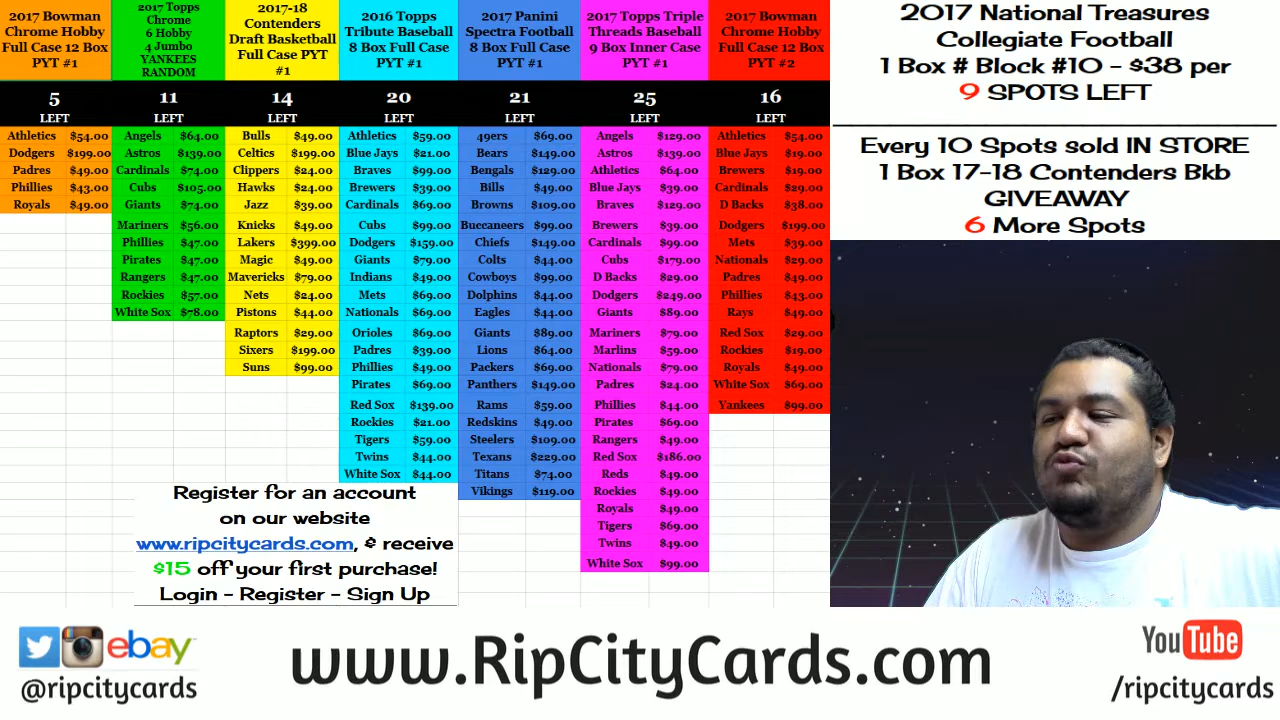 2017 Bowman
Chrome Hobby
Full Case 12 Box
PYT #1
5
LEFT
Athletics $54.00
Dodgers $199.00
Padres $49.00
Phillies $43.00
Royals $49.00
2017 Topps
Chrome
6 Hobby
4 Jumbo
YANKEES
RANDOM
11
LEFT
Angels $64.00
Astros $139.00
Cardinals $74.00
Cubs $105.00
Giants $74.00
Mariners $56.00
Phillies $47.00
Pirates $47.00
Rangers $47.00
Rockies $57.00
White Sox $78.00
2017-18
Contenders
Draft Basketball
Full Case PYT
#1
14
LEFT
Bulls $49.00
Celtics $199.00
Clippers $24.00
Hawks $24.00
Jazz $39.00
Knicks $49.00
Lakers $399.00
Magic $49.00
Mavericks $79.00
Nets $24.00
Pistons $44.00
Raptors $29.00
Sixers $199.00
Suns $99.00
2016 Topps
Tribute Baseball
8 Box Full Case
PYT #1
20
LEFT
Athletics $59.00
Blue Jays $21.00
Braves $99.00
Brewers $39.00
Cardinals $69.00
Cubs $99.00
Dodgers $159.00
Giants $79.00
Indians $49.00
Mets $69.00
Nationals $69.00
Orioles $69.00
Padres $39.00
Phillies $49.00
Pirates $69.00
Red Sox $139.00
Rockies $21.00
Tigers $59.00
Twins $44.00
White Sox $44.00
2017 Panini
Spectra Football
8 Box Full Case
PYT #1
21
LEFT
49ers $69.00
Bears $149.00
Bengals $129.00
Bills $49.00
Browns $109.00
Buccaneers $99.00
Chiefs $149.00
Colts $44.00
Cowboys $99.00
Dolphins $44.00
Eagles $44.00
Giants $89.00
Lions $64.00
Packers $69.00
Panthers $149.00
Rams $59.00
Redskins $49.00
Steelers $109.00
Texans $229.00
Titans $74.00
Vikings $119.00
2017 Topps Triple
Threads Baseball
9 Box Inner Case
PYT #1
25
LEFT
Angels $129.00
Astros $139.00
Athletics $64.00
Blue Jays $39.00
Braves $129.00
Brewers $39.00
Cardinals $99.00
Cubs $179.00
D Backs $29.00
Dodgers $249.00
Giants $89.00
Mariners $79.00
Marlins $59.00
Nationals $79.00
Padres $24.00
Phillies $44.00
Pirates $69.00
Rangers $49.00
Red Sox $186.00
Reds $49.00
Rockies $49.00
Royals $49.00
Tigers $69.00
Twins $49.00
White Sox $99.00
2017 Bowman
Chrome Hobby
Full Case 12 Box
PYT #2
16
LEFT
Athletics $54.00
Blue Jays $19.00
Brewers $19.00
Cardinals $29.00
D Backs $38.00
Dodgers $199.00
Mets $39.00
Nationals $29.00
Padres $49.00
Phillies $43.00
Rays $49.00
Red Sox $29.00
Rockies $19.00
Royals $49.00
White Sox $69.00
Yankees $99.00
2017 National Treasures
Collegiate Football
1 Box # Block #10 - $38 per
9 SPOTS LEFT
Every 10 Spots sold IN STORE
1 Box 17-18 Contenders Bkb
GIVEAWAY
6 More Spots
Register for an account
on our website
www.ripcitycards.com, & receive
$15 off your first purchase!
Login - Register - Sign Up
ebay™
@ripcitycards
www.RipCityCards.com
YouTube
/ripcitycards